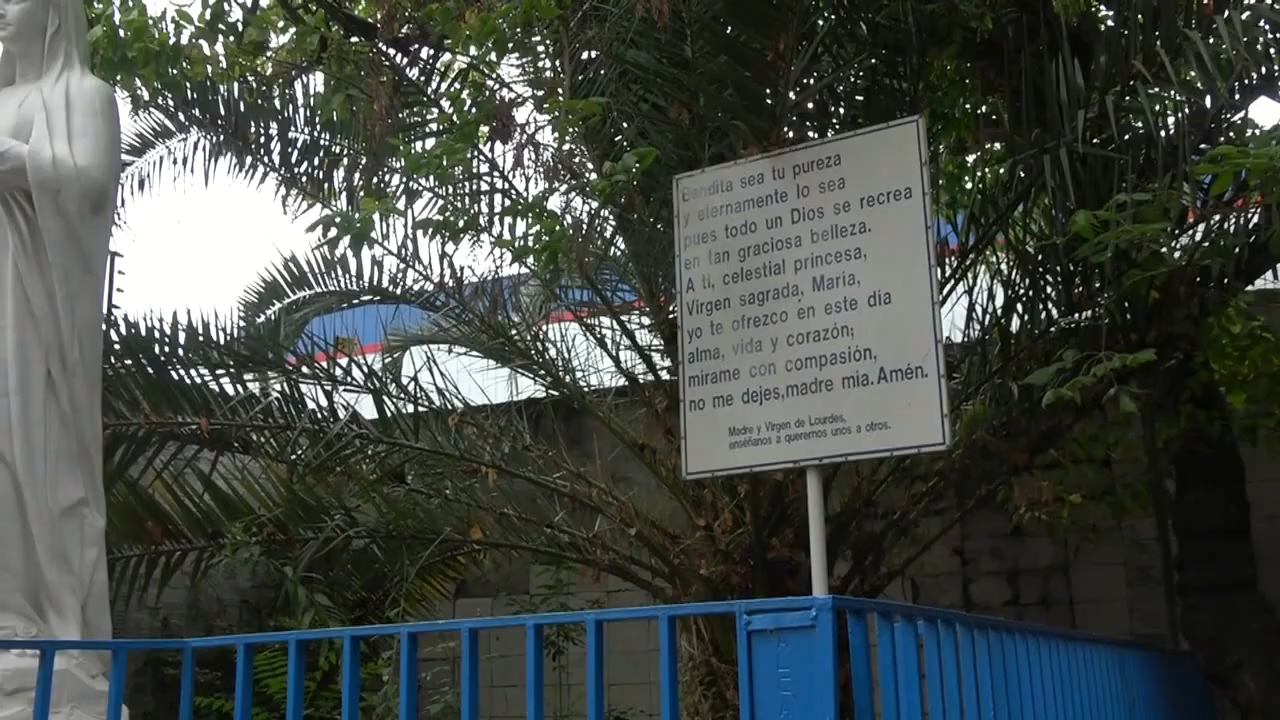 Bendita sea tu pureza
y eternamente lo sea
pues todo un Dios se recrea
en tan graciosa belleza.
A ti, celestial princesa,
Virgen sagrada, María,
yo te ofrezco en este día
alma, vida y corazón;
mirame con compasión,
no me dejes,madre mia.Amén.
Madre y Virgen de Lourdes,
enséñanos a querernos unos a otros.